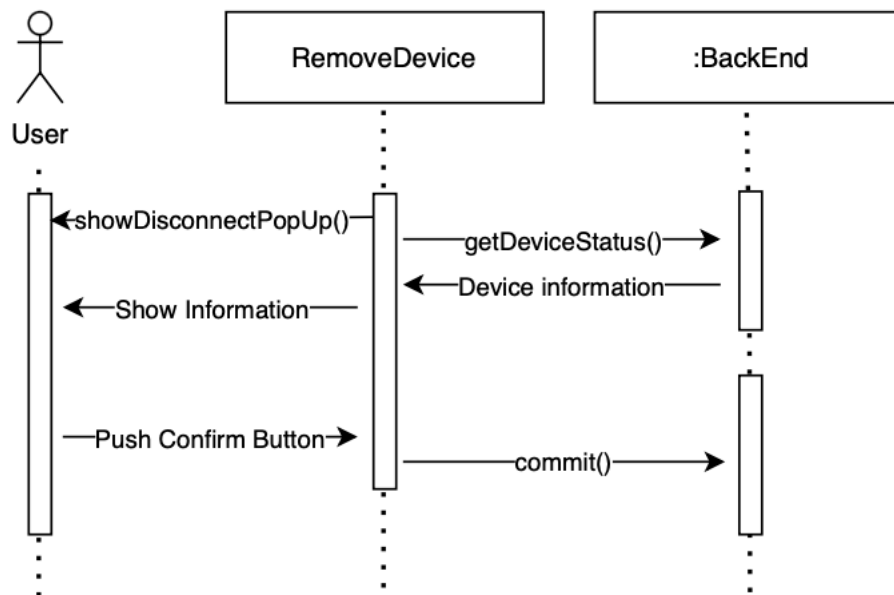 RemoveDevice
:BackEnd
User
showDisconnectPopUp()
getDeviceStatus()
Device information
Show Information
Push Confirm Button
commit()